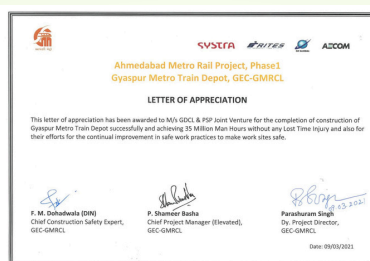 SYSTRA RITES AECOM
Ahmedabad Metro Rail Project, Phase1
Gyaspur Metro Train Depot, GEC-GMRCL
LETTER OF APPRECIATION
This letter of appreciation has been awarded to M/s GDCL & PSP Joint Venture for the completion of construction of
Gyaspur Metro Train Depot successfully and achieving 35 Million Man Hours without any Lost Time Injury and also for
their efforts for the continual improvement in safe work practices to make work sites safe.
09.03.2021
F. M. Dohadwala (DIN) P. Shameer Basha Parashuram Singh
Chief Construction Safety Expert, Chief Project Manager (Elevated), Dy. Project Director,
GEC-GMRCL GEC-GMRCL GEC-GMRCL
Date: 09/03/2021